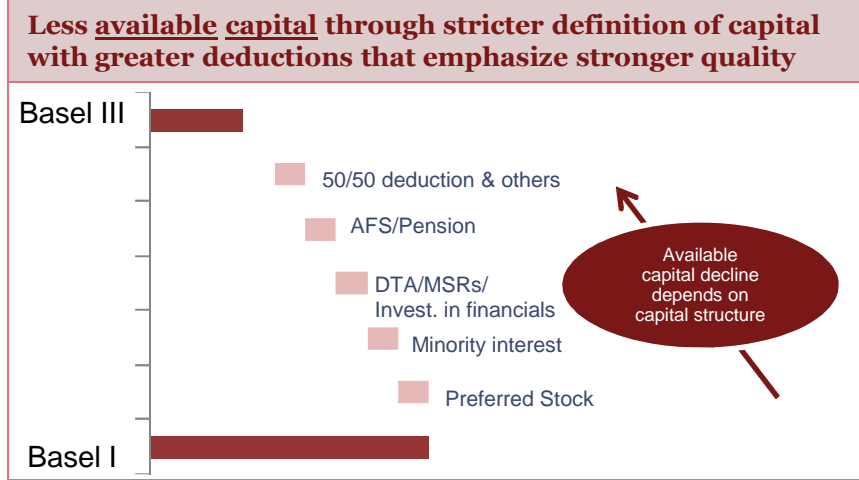 Less available capital through stricter definition of capital
with greater deductions that emphasize stronger quality
Basel III
50/50 deduction & others
AFS/Pension
DTA/MSRs/
Invest. in financials
Minority interest
Preferred Stock
Basel I
Available
capital decline
depends on
capital structure